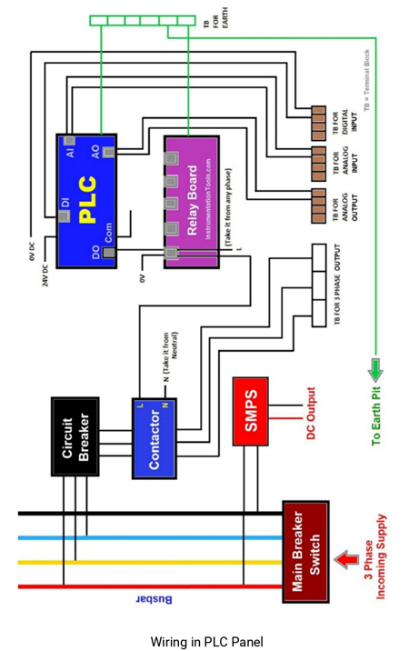 TB FOR
EARTH
TB = Terminal Block
AI
AO
PLC
DI
DO
Com
Relay Board
InstrumentationTools.com
TB FOR
DIGITAL
INPUT
TB FOR
ANALOG
INPUT
TB FOR
ANALOG
OUTPUT
0V DC
24V DC
0V
L
(Take it from any phase)
TB FOR 3 PHASE OUTPUT
N (Take it from
Neutral)
Circuit
Breaker
L
N
Contactor
SMPS
DC Output
To Earth Pit
Main Breaker
Switch
3 Phase
Incoming Supply
Busbar
Wiring in PLC Panel